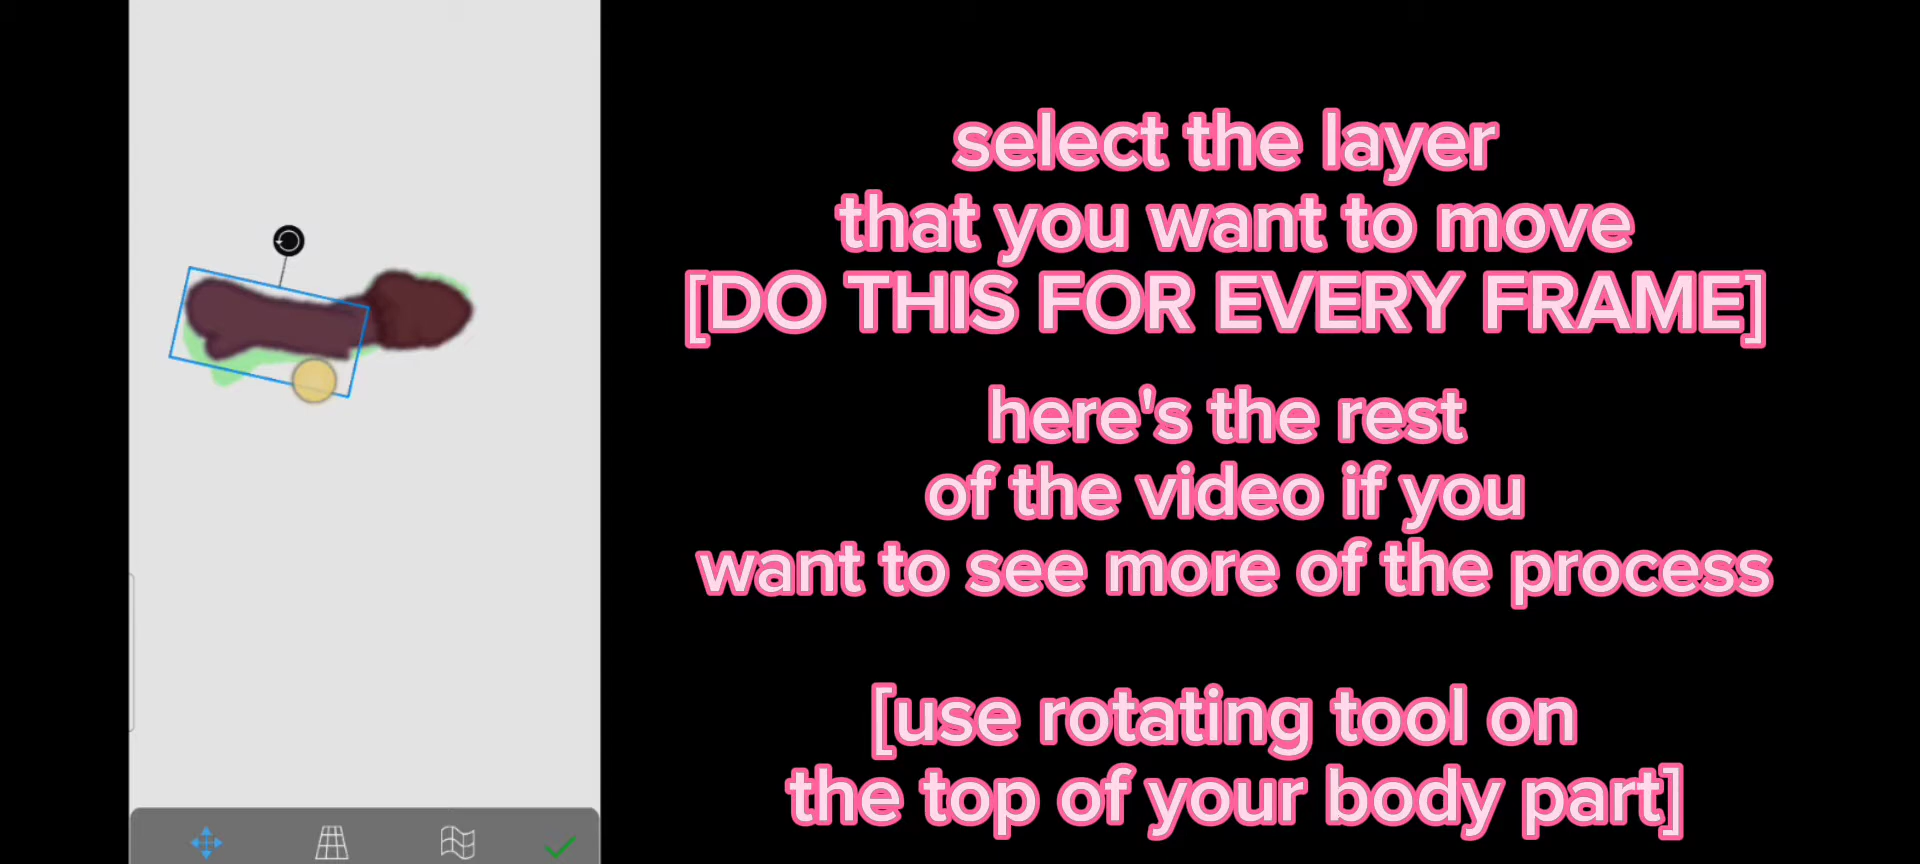 select the layer
that you want to move
[DO THIS FOR EVERY FRAME]
here's the rest
of the video if you
want to see more of the process
[use rotating tool on
the top of your body part]